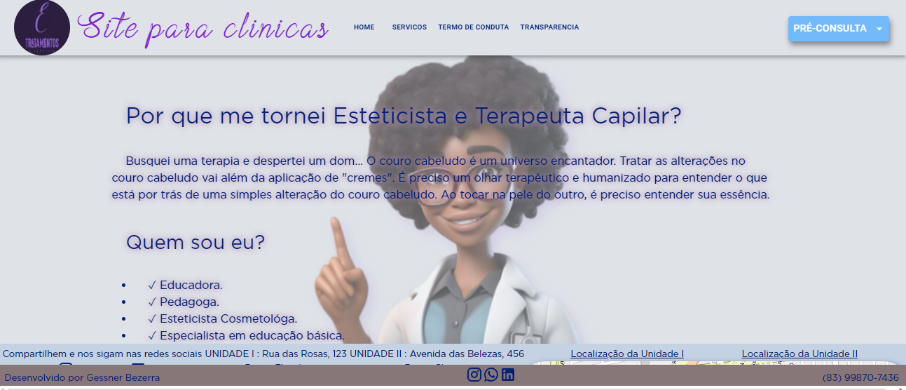 E
TRATAMENTOS
Site para clinicas
HOME SERVICOS TERMO DE CONDUTA TRANSPARENCIA
PRÉ-CONSULTA
Por que me tornei Esteticista e Terapeuta Capilar?
Busquei uma terapia e despertei um dom... O couro cabeludo é um universo encantador. Tratar as alterações no
couro cabeludo vai além da aplicação de "cremes". É preciso um olhar terapêutico e humanizado para entender o que
está por trás de uma simples alteração do couro cabeludo. Ao tocar na pele do outro, é preciso entender sua essência.
Quem sou eu?
• ✓ Educadora.
• ✓ Pedagoga.
• ✓ Esteticista Cosmetológa.
• ✓ Especialista em educação básica.
Compartilhem e nos sigam nas redes sociais UNIDADE I : Rua das Rosas, 123 UNIDADE II : Avenida das Belezas, 456 Localização da Unidade I Localização da Unidade II
Desenvolvido por Gessner Bezerra (83) 99870-7436